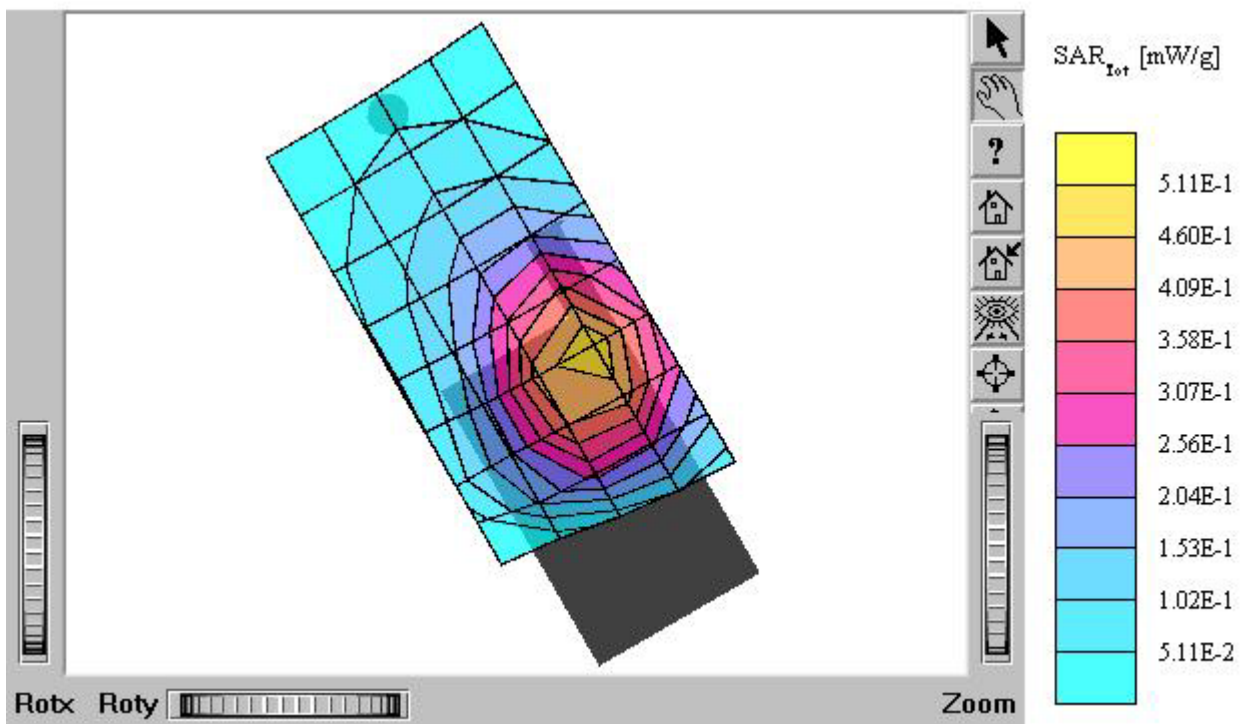 SAR_Tot [mW/g]
?
5.11E-1
4.60E-1
4.09E-1
3.58E-1
3.07E-1
2.56E-1
2.04E-1
1.53E-1
1.02E-1
5.11E-2
Rotx Roty Zoom